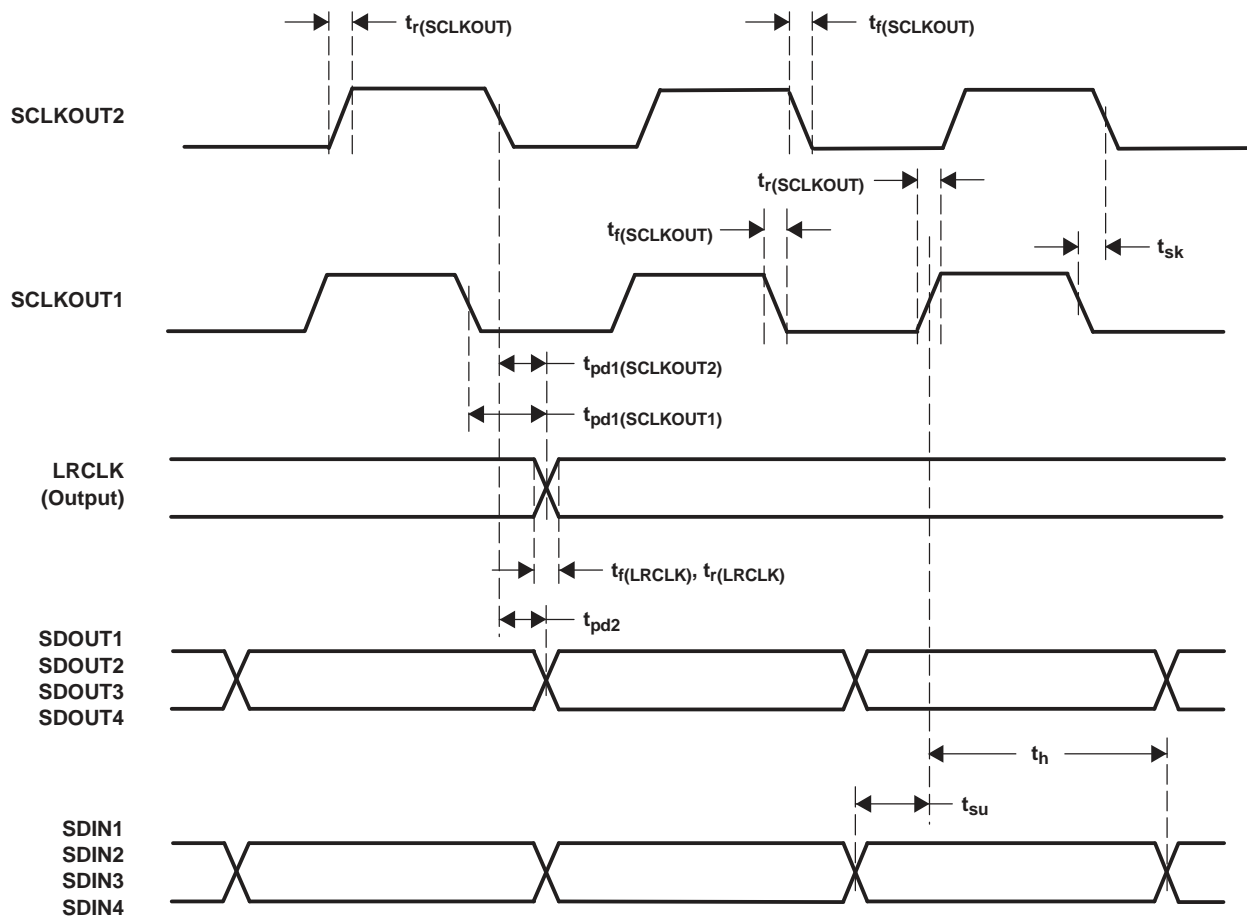 tr(SCLKOUT)
tf(SCLKOUT)
SCLKOUT2
tr(SCLKOUT)
tf(SCLKOUT)
tsk
SCLKOUT1
tpd1(SCLKOUT2)
tpd1(SCLKOUT1)
LRCLK
(Output)
tf(LRCLK), tr(LRCLK)
tpd2
SDOUT1
SDOUT2
SDOUT3
SDOUT4
th
tsu
SDIN1
SDIN2
SDIN3
SDIN4